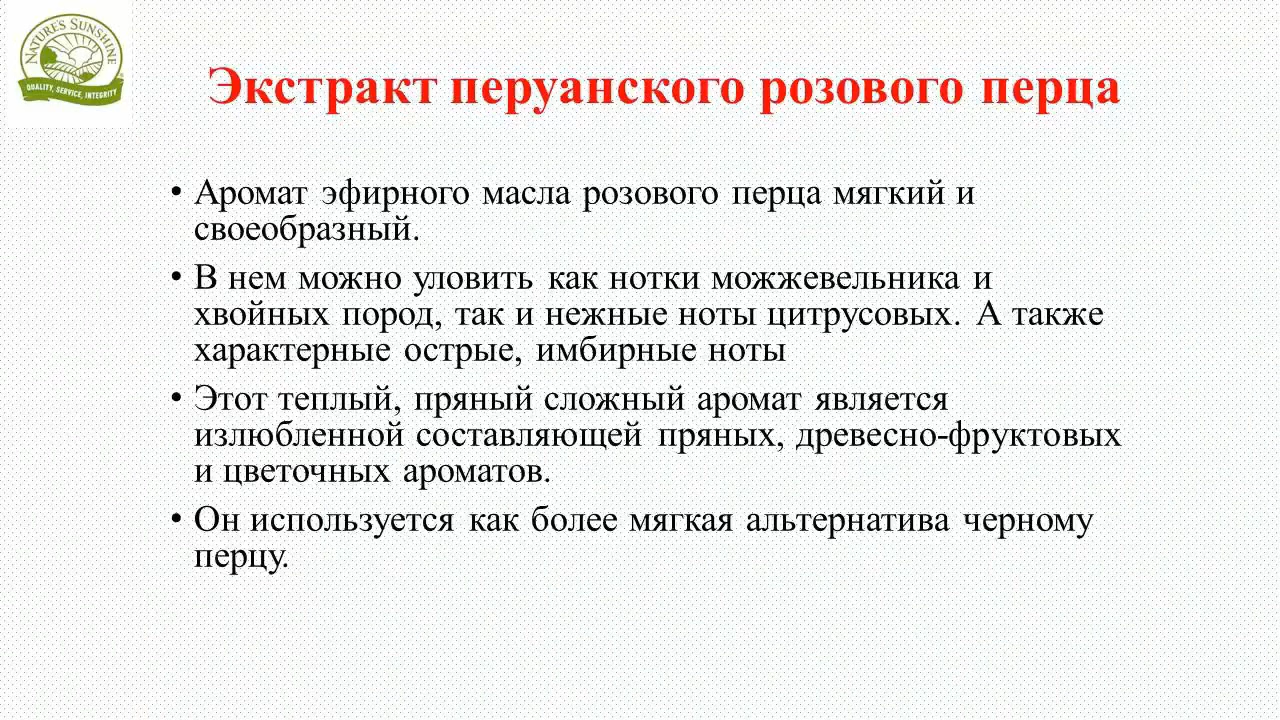 NATURE'S SUNSHINE
QUALITY, SERVICE, INTEGRITY
Экстракт перуанского розового перца
• Аромат эфирного масла розового перца мягкий и
своеобразный.
• В нем можно уловить как нотки можжевельника и
хвойных пород, так и нежные ноты цитрусовых. А также
характерные острые, имбирные ноты
• Этот теплый, пряный сложный аромат является
излюбленной составляющей пряных, древесно-фруктовых
и цветочных ароматов.
• Он используется как более мягкая альтернатива черному
перцу.